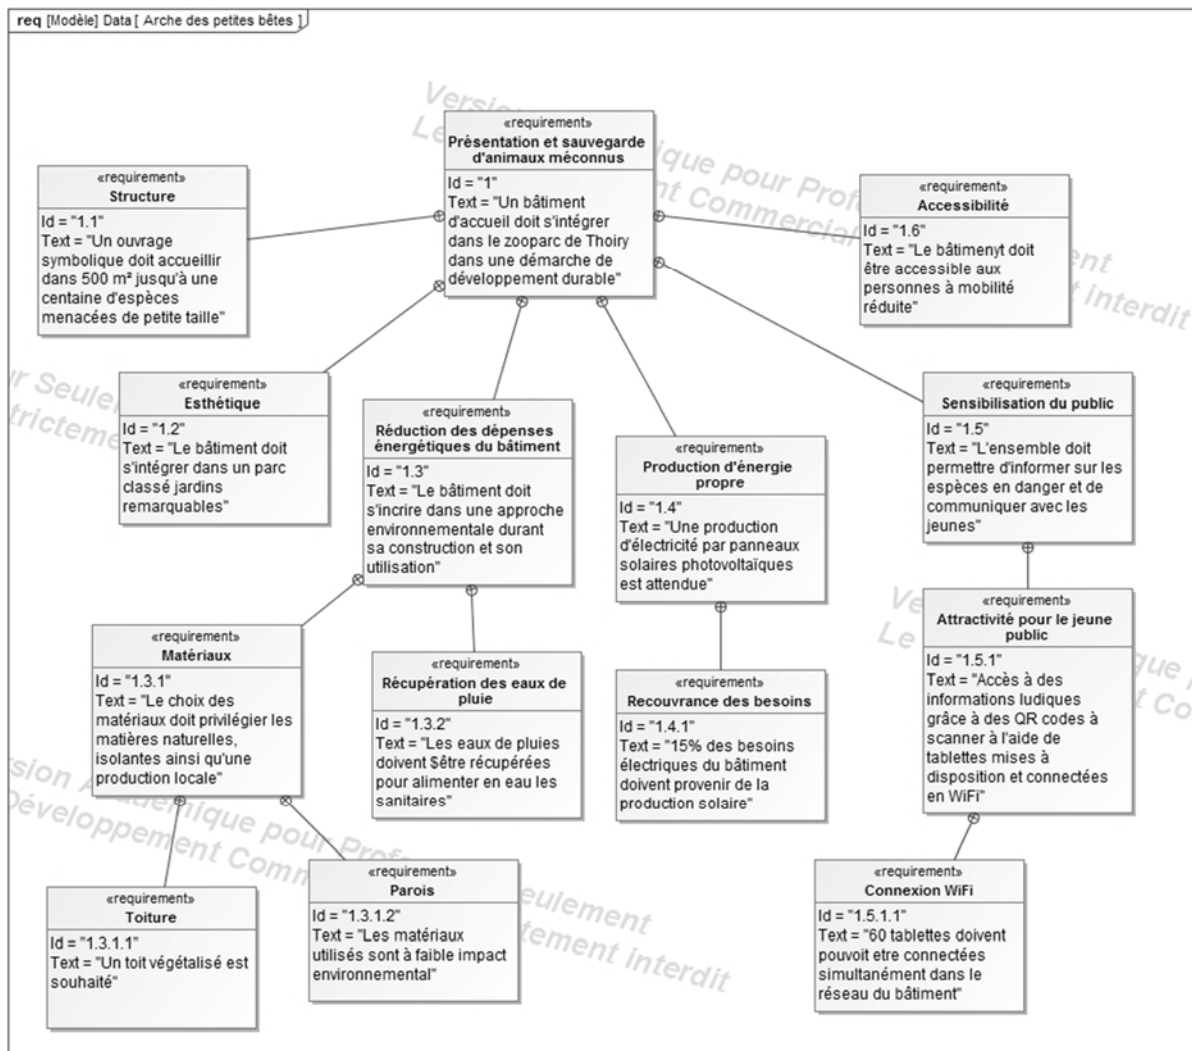 req [Modèle] Data [ Arche des petites bêtes ]
«requirement»
Présentation et sauvegarde
d'animaux méconnus
Id = "1"
Text = "Un bâtiment
d'accueil doit s'intégrer
dans le zooparc de Thoiry
dans une démarche de
développement durable"
«requirement»
Structure
Id = "1.1"
Text = "Un ouvrage
symbolique doit accueillir
dans 500 m² jusqu'à une
centaine d'espèces
menacées de petite taille"
«requirement»
Accessibilité
Id = "1.6"
Text = "Le bâtimenyt doit
être accessible aux
personnes à mobilité
réduite"
«requirement»
Esthétique
Id = "1.2"
Text = "Le bâtiment doit
s'intégrer dans un parc
classé jardins
remarquables"
«requirement»
Réduction des dépenses
énergétiques du bâtiment
Id = "1.3"
Text = "Le bâtiment doit
s'incrire dans une approche
environnementale durant
sa construction et son
utilisation"
«requirement»
Production d'énergie
propre
Id = "1.4"
Text = "Une production
d'électricité par panneaux
solaires photovoltaïques
est attendue"
«requirement»
Sensibilisation du public
Id = "1.5"
Text = "L'ensemble doit
permettre d'informer sur les
espèces en danger et de
communiquer avec les
jeunes"
«requirement»
Matériaux
Id = "1.3.1"
Text = "Le choix des
matériaux doit privilégier les
matières naturelles,
isolantes ainsi qu'une
production locale"
«requirement»
Récupération des eaux de
pluie
Id = "1.3.2"
Text = "Les eaux de pluies
doivent $être récupérées
pour alimenter en eau les
sanitaires"
«requirement»
Recouvrance des besoins
Id = "1.4.1"
Text = "15% des besoins
électriques du bâtiment
doivent provenir de la
production solaire"
«requirement»
Attractivité pour le jeune
public
Id = "1.5.1"
Text = "Accès à des
informations ludiques
grâce à des QR codes à
scanner à l'aide de
tablettes mises à
disposition et connectées
en WiFi"
«requirement»
Toiture
Id = "1.3.1.1"
Text = "Un toit végétalisé est
souhaité"
«requirement»
Parois
Id = "1.3.1.2"
Text = "Les matériaux
utilisés sont à faible impact
environnemental"
«requirement»
Connexion WiFi
Id = "1.5.1.1"
Text = "60 tablettes doivent
pouvoit etre connectées
simultanément dans le
réseau du bâtiment"